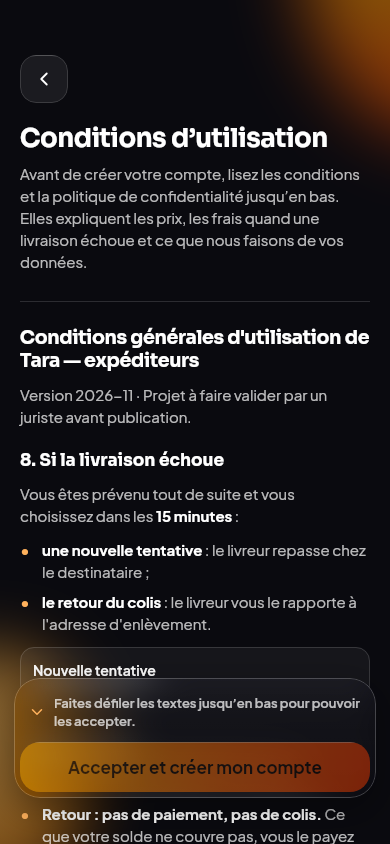 Conditions d’utilisation
Avant de créer votre compte, lisez les conditions
et la politique de confidentialité jusqu’en bas.
Elles expliquent les prix, les frais quand une
livraison échoue et ce que nous faisons de vos
données.
Conditions générales d'utilisation de
Tara — expéditeurs
Version 2026-11 · Projet à faire valider par un
juriste avant publication.
8. Si la livraison échoue
Vous êtes prévenu tout de suite et vous
choisissez dans les 15 minutes :
une nouvelle tentative : le livreur repasse chez
le destinataire ;
le retour du colis : le livreur vous le rapporte à
l'adresse d'enlèvement.
Nouvelle tentative
Faites défiler les textes jusqu’en bas pour pouvoir
les accepter.
Accepter et créer mon compte
Retour : pas de paiement, pas de colis. Ce
que votre solde ne couvre pas, vous le payez